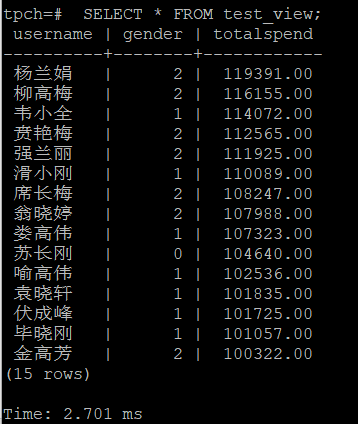 tpch=#  SELECT * FROM test_view;
 username | gender | totalspend
----------+--------+------------
 杨兰娟   |      2 |  119391.00
 柳高梅   |      2 |  116155.00
 韦小全   |      1 |  114072.00
 贲艳梅   |      2 |  112565.00
 强兰丽   |      2 |  111925.00
 滑小刚   |      1 |  110089.00
 席长梅   |      2 |  108247.00
 翁晓婷   |      2 |  107988.00
 娄高伟   |      1 |  107323.00
 苏长刚   |      0 |  104640.00
 喻高伟   |      1 |  102536.00
 袁晓轩   |      1 |  101835.00
 伏成峰   |      1 |  101725.00
 毕晓刚   |      1 |  101057.00
 金高芳   |      2 |  100322.00
(15 rows)
Time: 2.701 ms